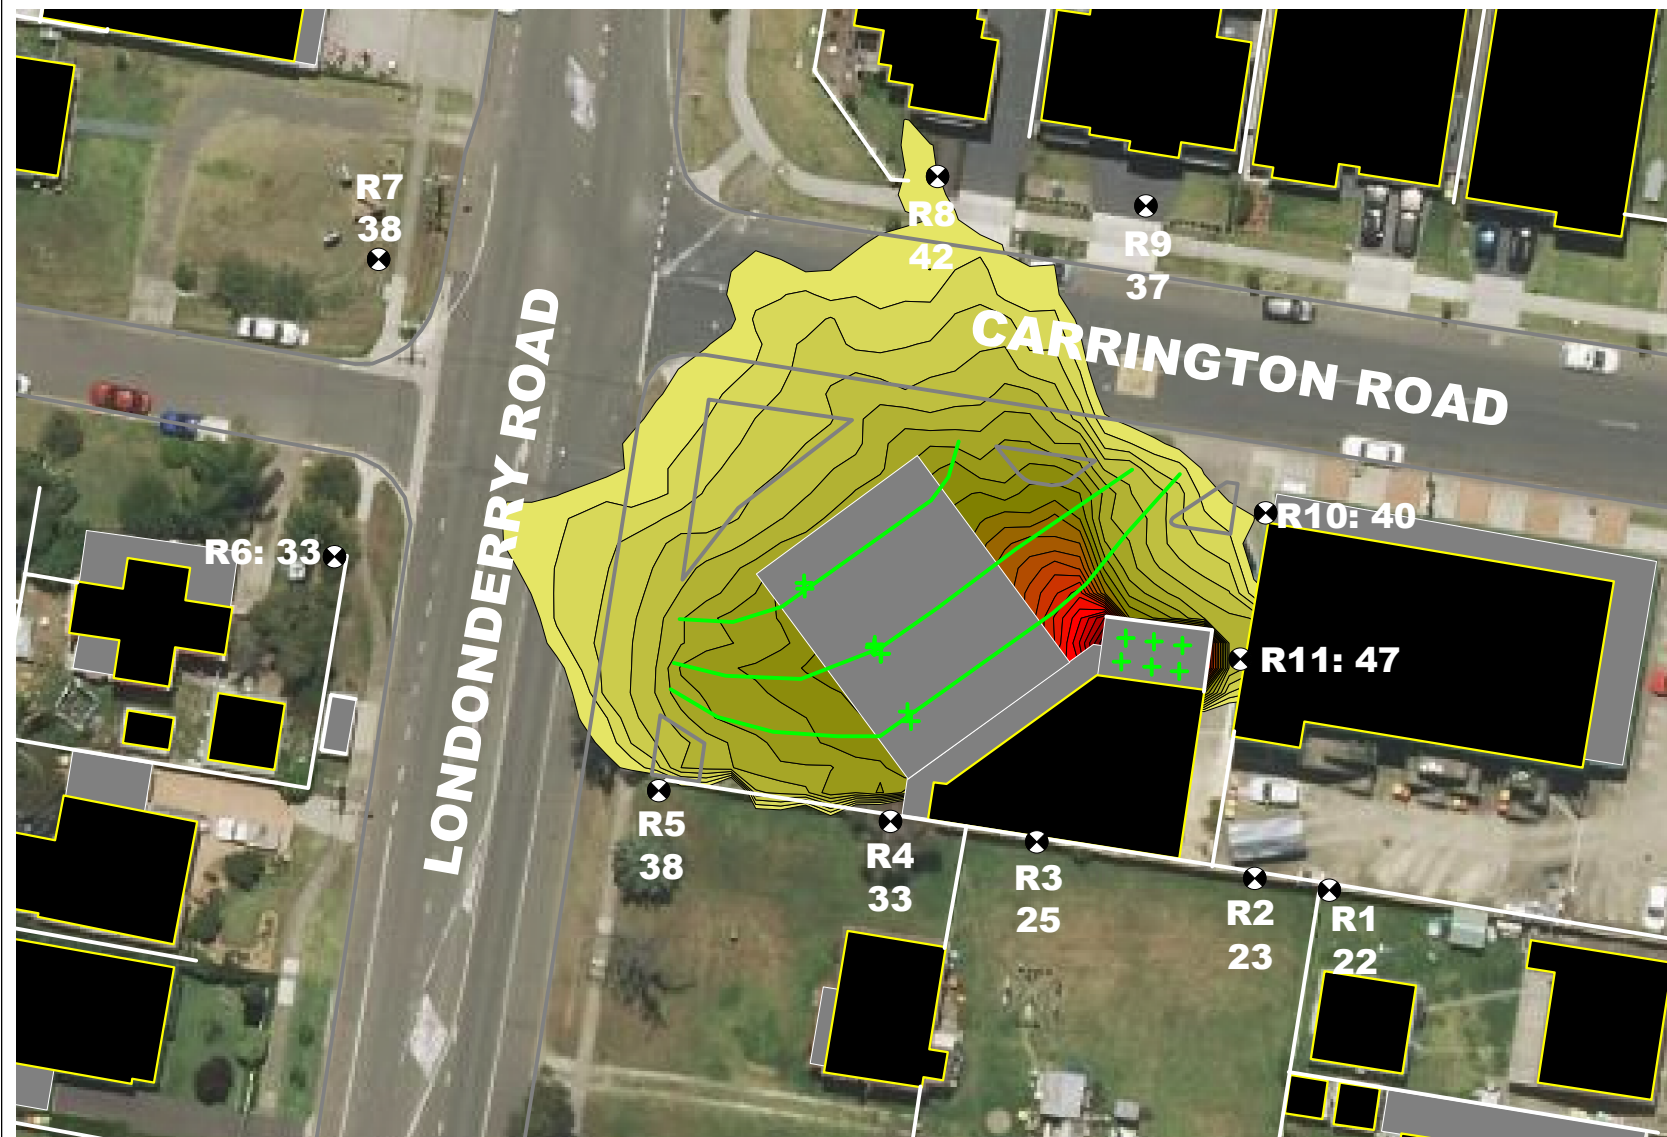 R7
38
R8
42
R9
37
CARRINGTON ROAD
LONDONDERRY ROAD
R10: 40
R6: 33
R11: 47
R5
38
R4
33
R3
25
R2
23
R1
22